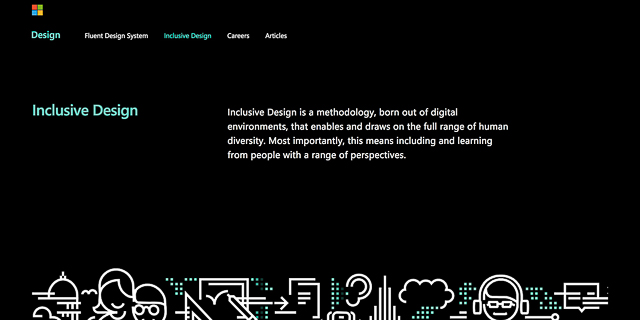 Design
Fluent Design System
Inclusive Design
Careers
Articles
Inclusive Design
Inclusive Design is a methodology, born out of digital
environments, that enables and draws on the full range of human
diversity. Most importantly, this means including and learning
from people with a range of perspectives.